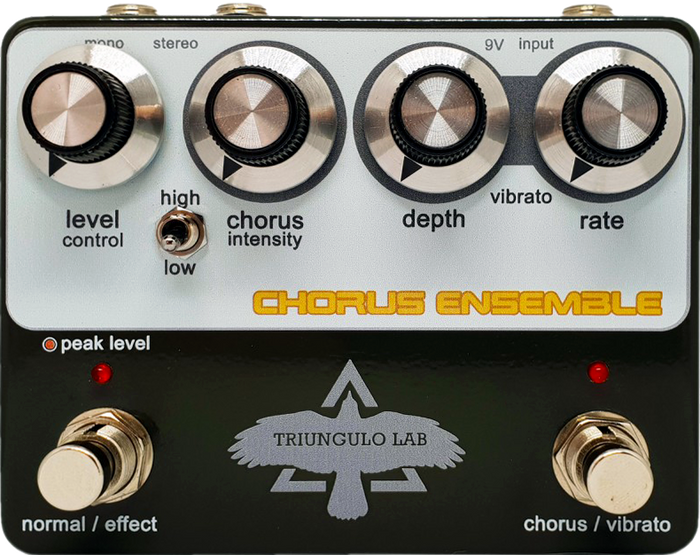 mono stereo 9V input
level
control
high
low
chorus
intensity
depth
vibrato
rate
CHORUS ENSEMBLE
peak level
TRIUNGULO LAB
normal / effect
chorus / vibrato